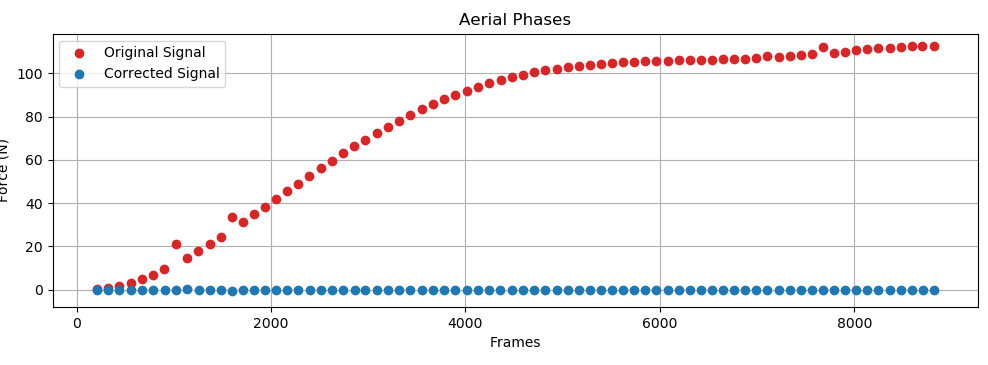 Aerial Phases
Original Signal
Corrected Signal
Force (N)
100
80
60
40
20
0
0 2000 4000 6000 8000
Frames